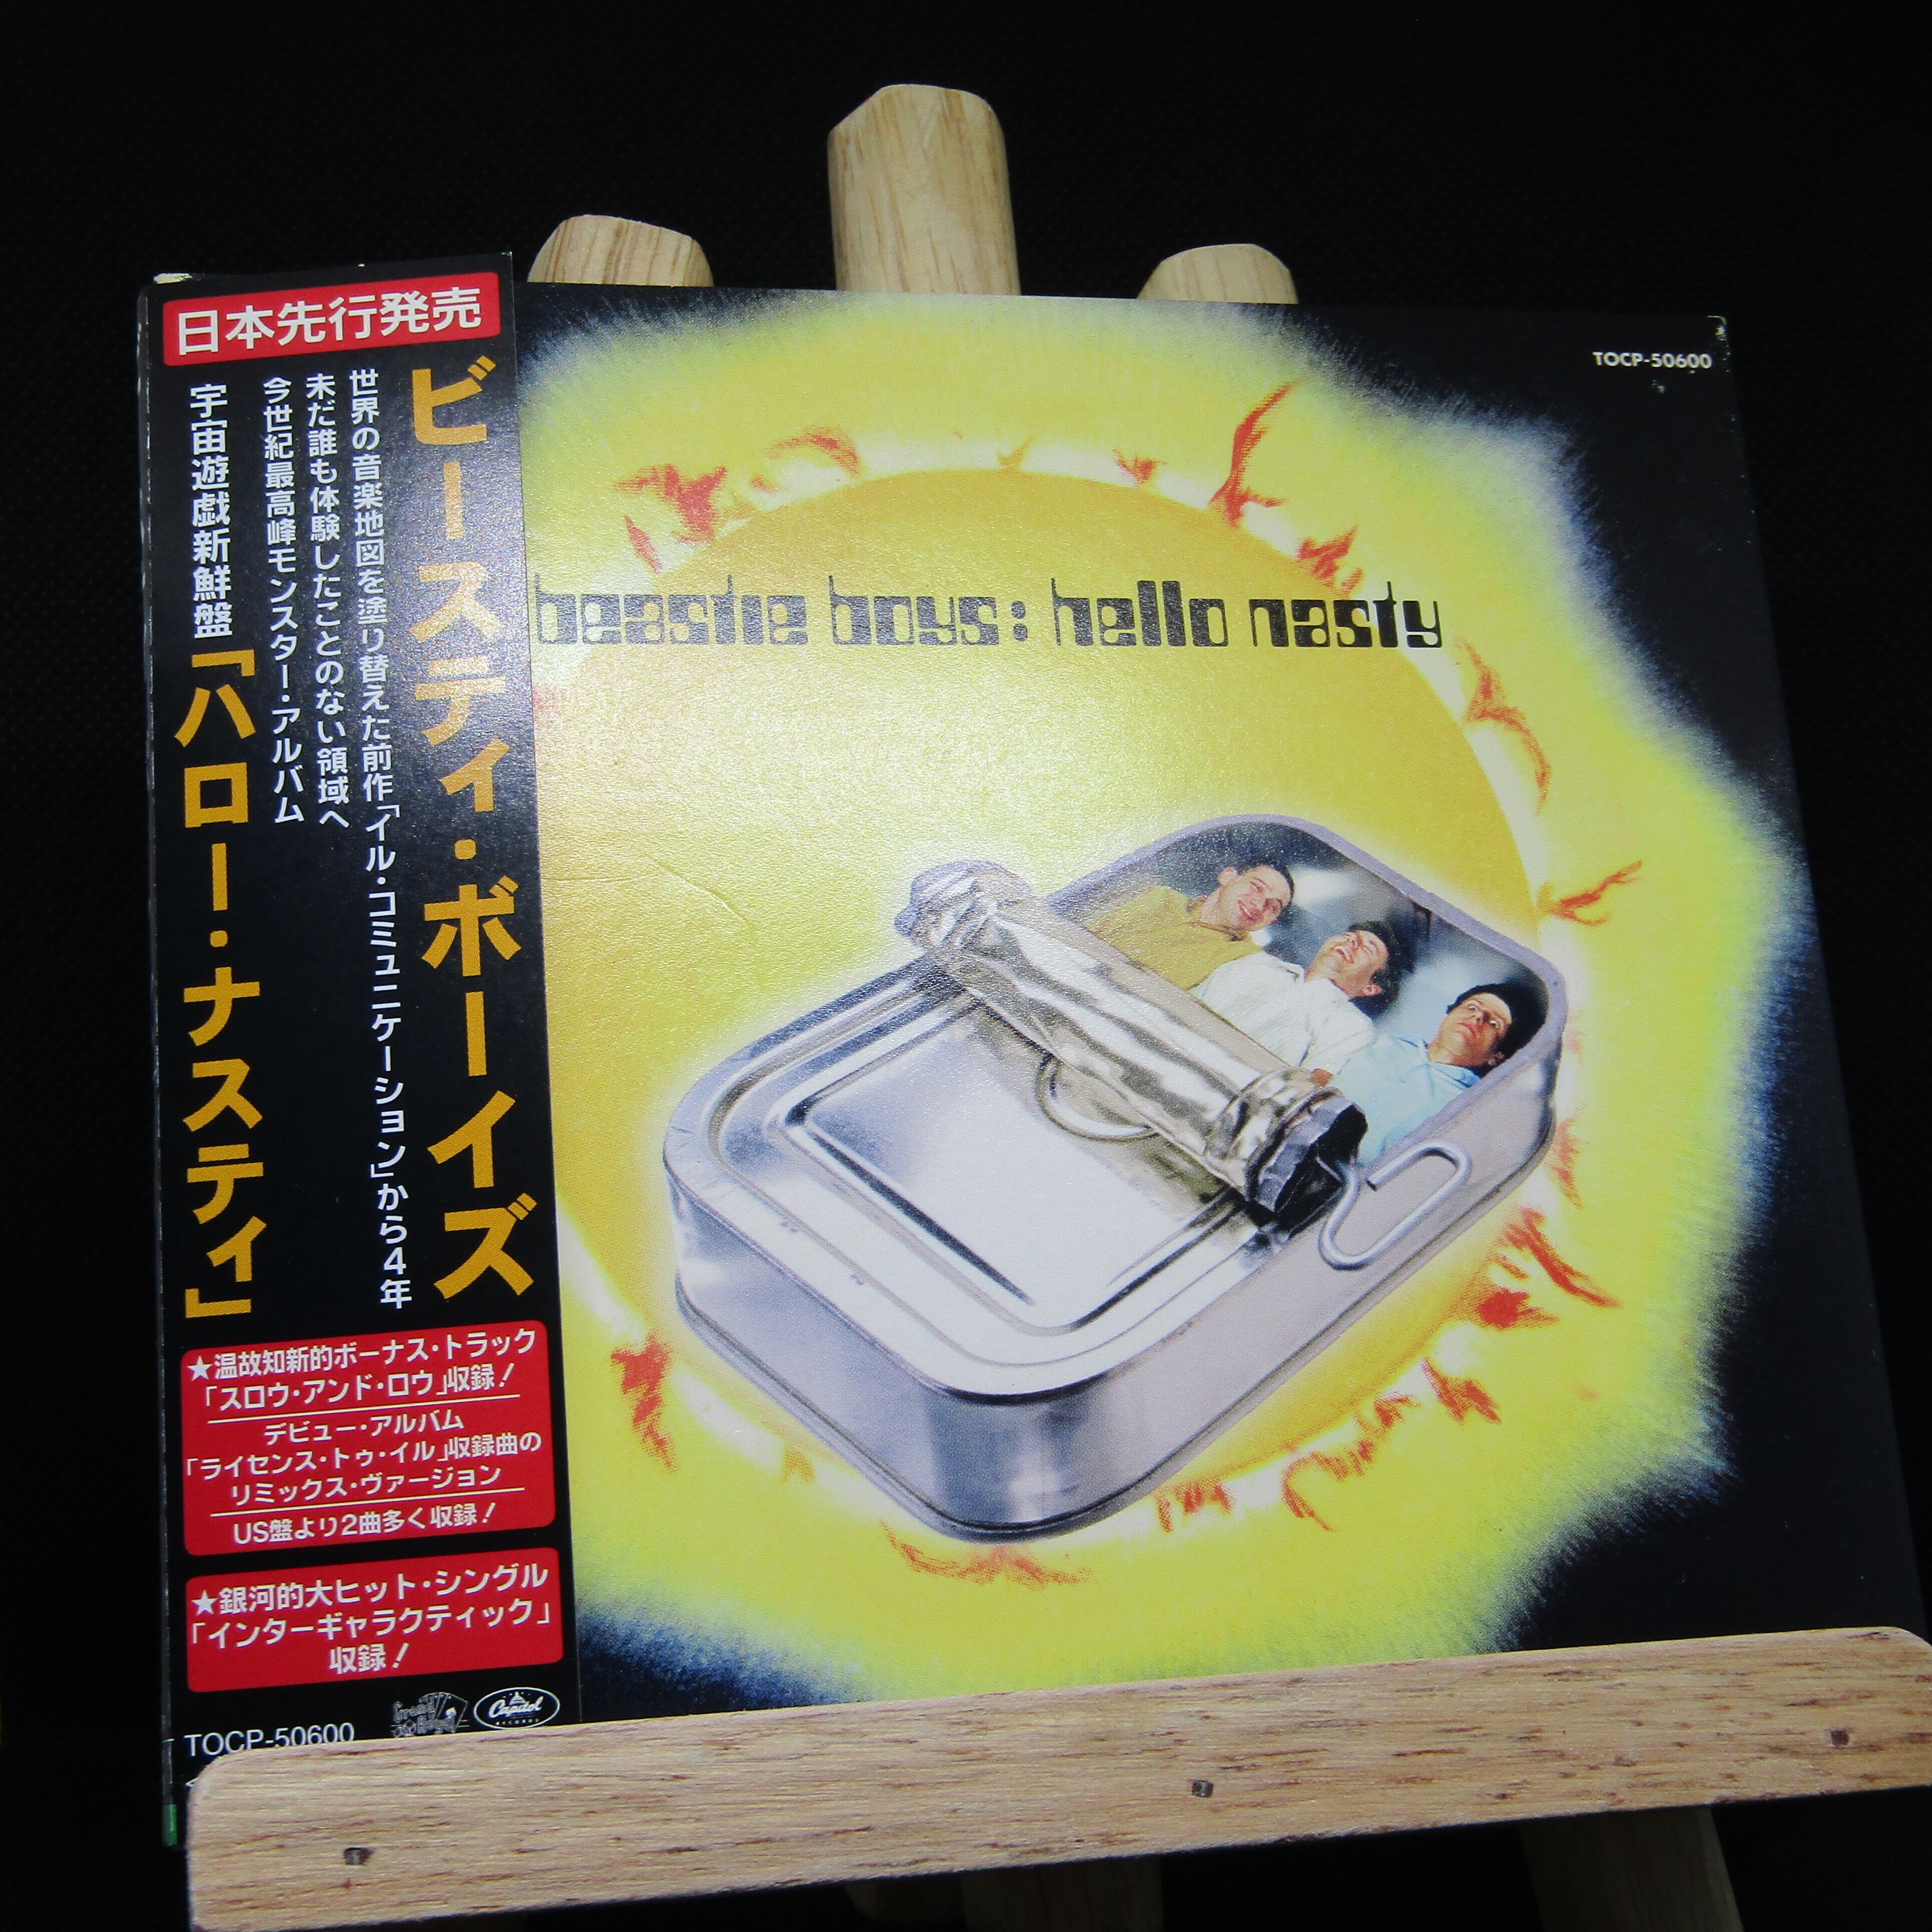 日本先行発売
ビースティ・ボーイズ
世界の音楽地図を塗り替えた前作「イル・コミュニケーション」から4年
未だ誰も体験したことのない領域へ
今世紀最高峰モンスター・アルバム
宇宙遊戯新鮮盤「ハロー・ナスティ」
★温故知新的ボーナス・トラック
「スロウ・アンド・ロウ」収録!
デビュー・アルバム
「ライセンス・トゥ・イル」収録曲の
リミックス・ヴァージョン
US盤より2曲多く収録!
★銀河的大ヒット・シングル
「インターギャラクティック」
収録!
Grand Royal
Capitol
RECORDS
TOCP-50600
TOCP-50600
beastie boys: hello nasty